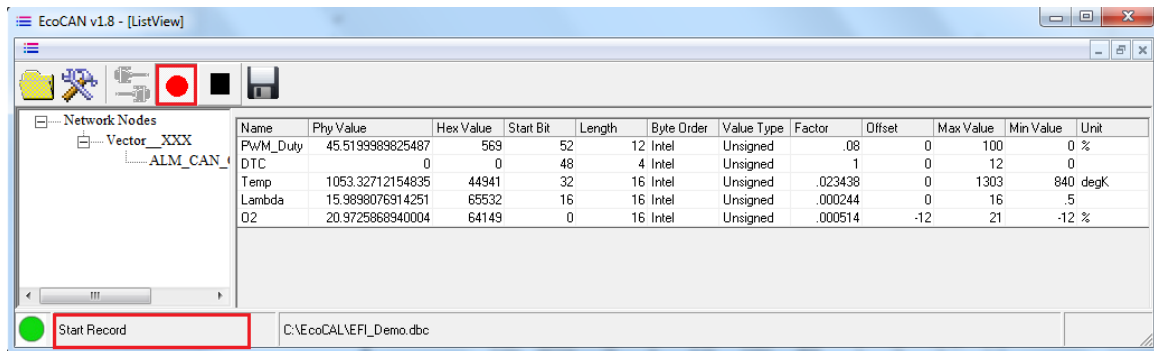 EcoCAN v1.8 - [ListView]
Network Nodes
Vector__XXX
ALM_CAN_
Name Phy Value Hex Value Start Bit Length Byte Order Value Type Factor Offset Max Value Min Value Unit
PWM_Duty 45.5199989825487 569 52 12 Intel Unsigned .08 0 100 0 %
DTC 0 0 48 4 Intel Unsigned 1 0 12 0
Temp 1053.32712154835 44941 32 16 Intel Unsigned .023438 0 1303 840 degK
Lambda 15.9898076914251 65532 16 16 Intel Unsigned .000244 0 16 .5
O2 20.9725868940004 64149 0 16 Intel Unsigned .000514 -12 21 -12 %
Start Record C:\EcoCAL\EFI_Demo.dbc